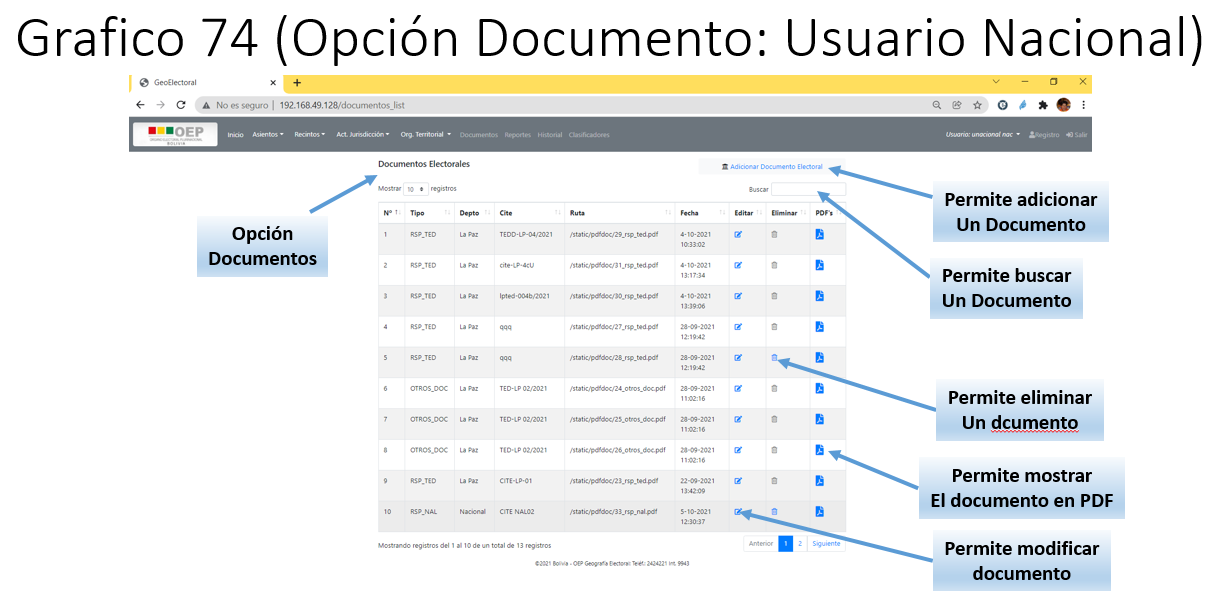 Grafico 74 (Opción Documento: Usuario Nacional)
GeoElectoral
No es seguro | 192.168.49.128/documentos_list
OEP
BOLIVIA
Inicio Asientos Recintos Act. Jurisdicción Org. Territorial Documentos Reportes Historial Clasificadores
Usuario: unacional nac Registro Salir
Documentos Electorales
Adicionar Documento Electoral
Mostrar 10 registros
Buscar
Nº Tipo Depto Cite Ruta Fecha Editar Eliminar PDF's
1 RSP_TED La Paz TEDD-LP-04/2021 /static/pdfdoc/29_rsp_ted.pdf 4-10-2021
10:33:02
2 RSP_TED La Paz cite-LP-4cU /static/pdfdoc/31_rsp_ted.pdf 4-10-2021
13:17:34
3 RSP_TED La Paz lpted-004b/2021 /static/pdfdoc/30_rsp_ted.pdf 4-10-2021
13:39:06
4 RSP_TED La Paz qqq /static/pdfdoc/27_rsp_ted.pdf 28-09-2021
12:19:42
5 RSP_TED La Paz qqq /static/pdfdoc/28_rsp_ted.pdf 28-09-2021
12:19:42
6 OTROS_DOC La Paz TED-LP 02/2021 /static/pdfdoc/24_otros_doc.pdf 28-09-2021
11:02:16
7 OTROS_DOC La Paz TED-LP 02/2021 /static/pdfdoc/25_otros_doc.pdf 28-09-2021
11:02:16
8 OTROS_DOC La Paz TED-LP 02/2021 /static/pdfdoc/26_otros_doc.pdf 28-09-2021
11:02:16
9 RSP_TED La Paz CITE-LP-01 /static/pdfdoc/23_rsp_ted.pdf 22-09-2021
13:42:09
10 RSP_NAL Nacional CITE NAL02 /static/pdfdoc/33_rsp_nal.pdf 5-10-2021
12:30:37
Mostrando registros del 1 al 10 de un total de 13 registros
Anterior 1 2 Siguiente
©2021 Bolivia - OEP Geografía Electoral: Teléf.: 2424221 Int. 9943
Opción
Documentos
Permite adicionar
Un Documento
Permite buscar
Un Documento
Permite eliminar
Un dcumento
Permite mostrar
El documento en PDF
Permite modificar
documento